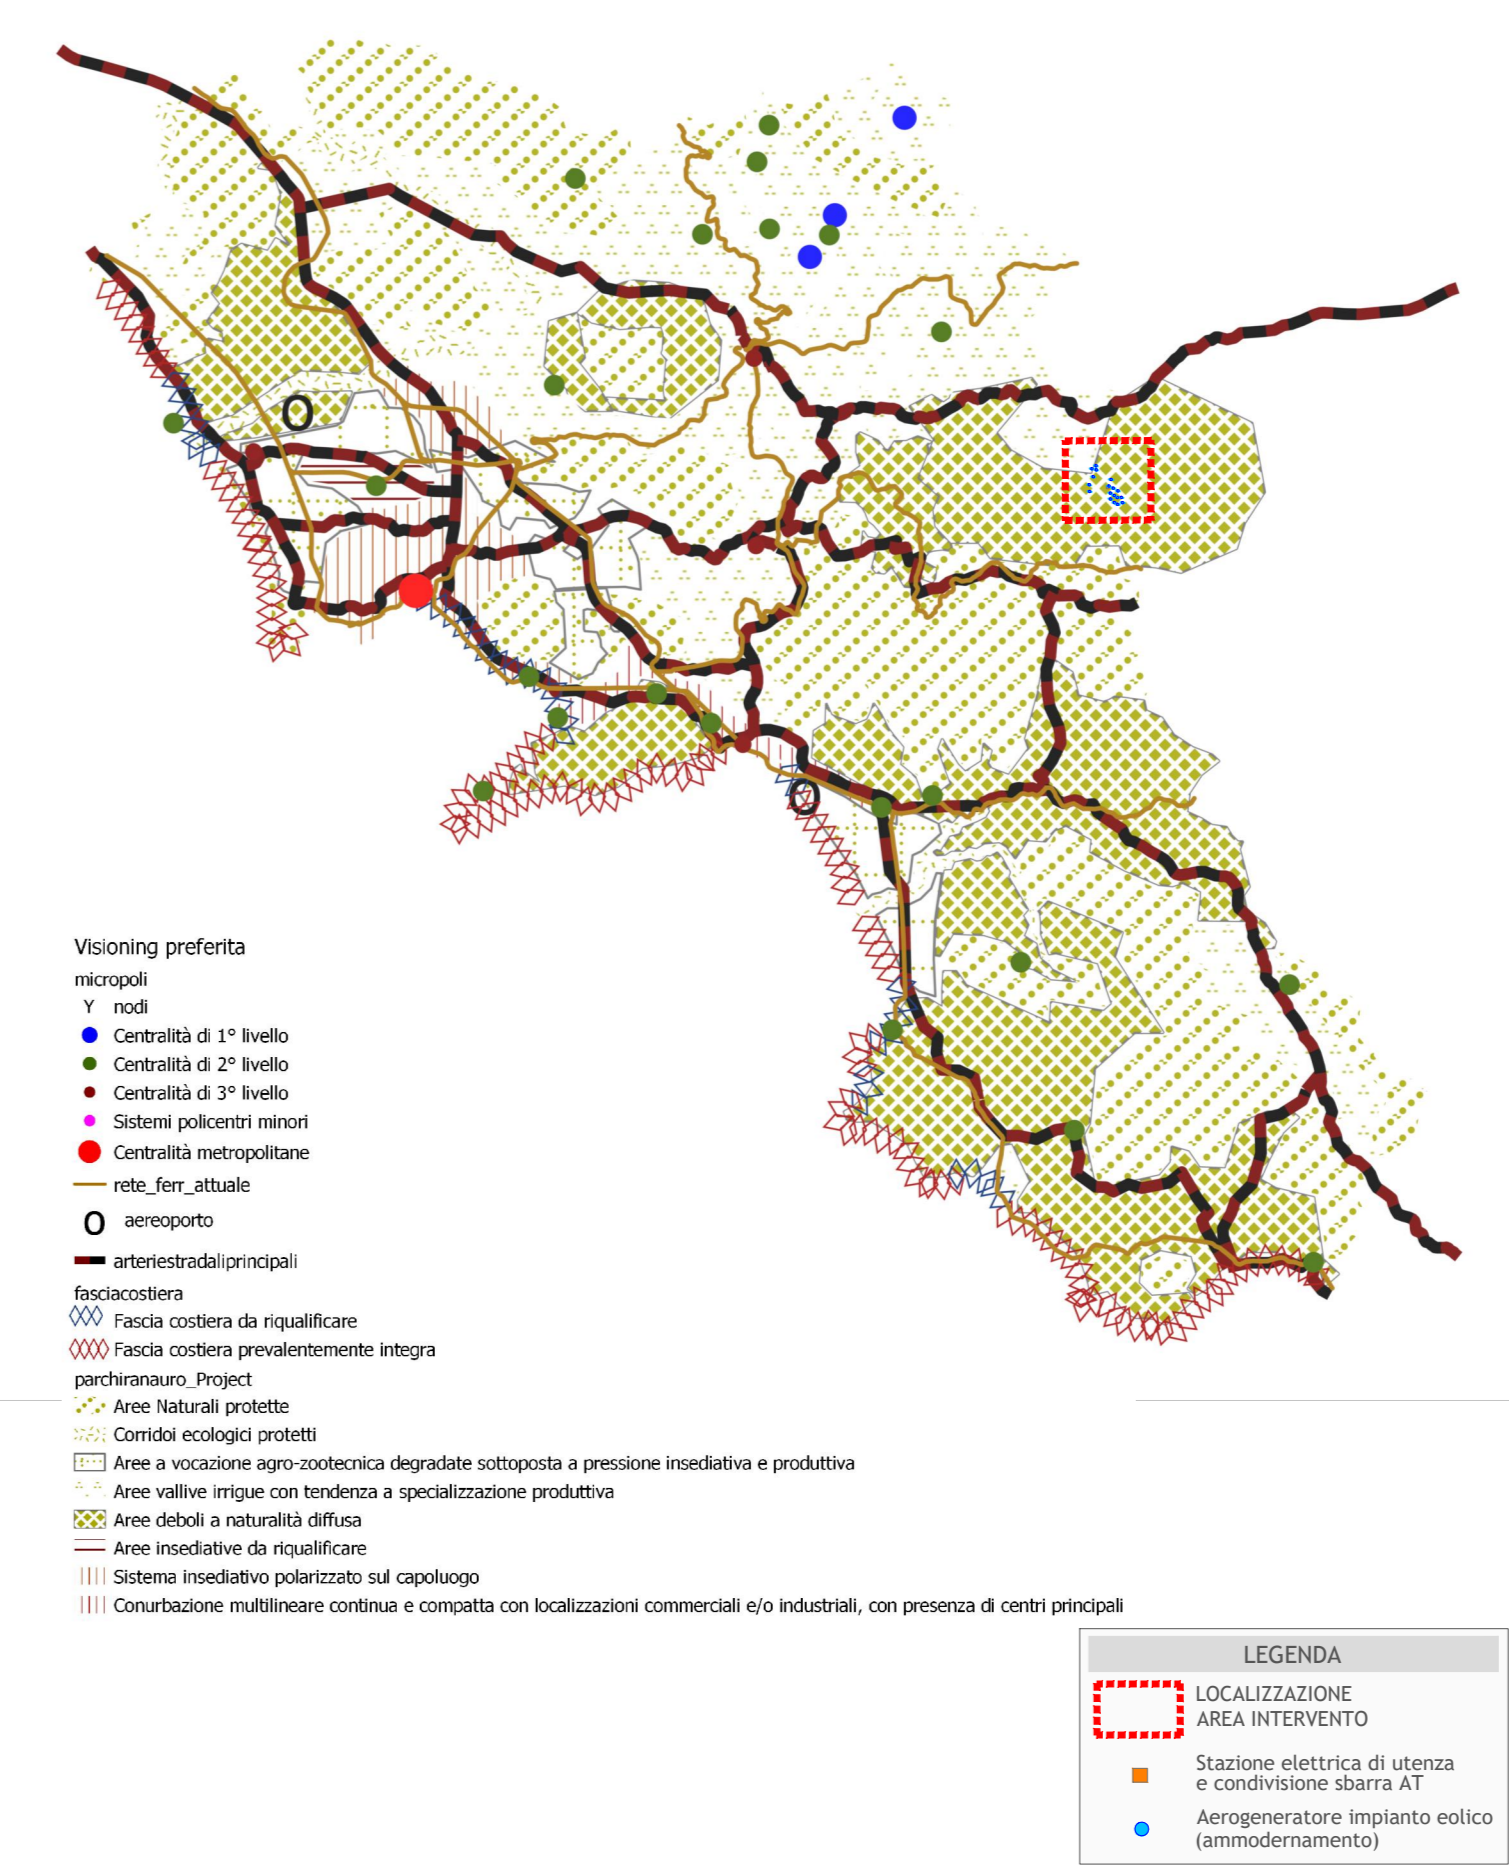 O
O
Visioning preferita
micropoli
Y nodi
Centralità di 1° livello
Centralità di 2° livello
Centralità di 3° livello
Sistemi policentri minori
Centralità metropolitane
rete_ferr_attuale
O aereoporto
arteriestradaliprincipali
fasciacostiera
Fascia costiera da riqualificare
Fascia costiera prevalentemente integra
parchiranauro_Project
Aree Naturali protette
Corridoi ecologici protetti
Aree a vocazione agro-zootecnica degradate sottoposta a pressione insediativa e produttiva
Aree vallive irrigue con tendenza a specializzazione produttiva
Aree deboli a naturalità diffusa
Aree insediative da riqualificare
Sistema insediativo polarizzato sul capoluogo
Conurbazione multilineare continua e compatta con localizzazioni commerciali e/o industriali, con presenza di centri principali
LEGENDA
LOCALIZZAZIONE
AREA INTERVENTO
Stazione elettrica di utenza
e condivisione sbarra AT
Aerogeneratore impianto eolico
(ammodernamento)